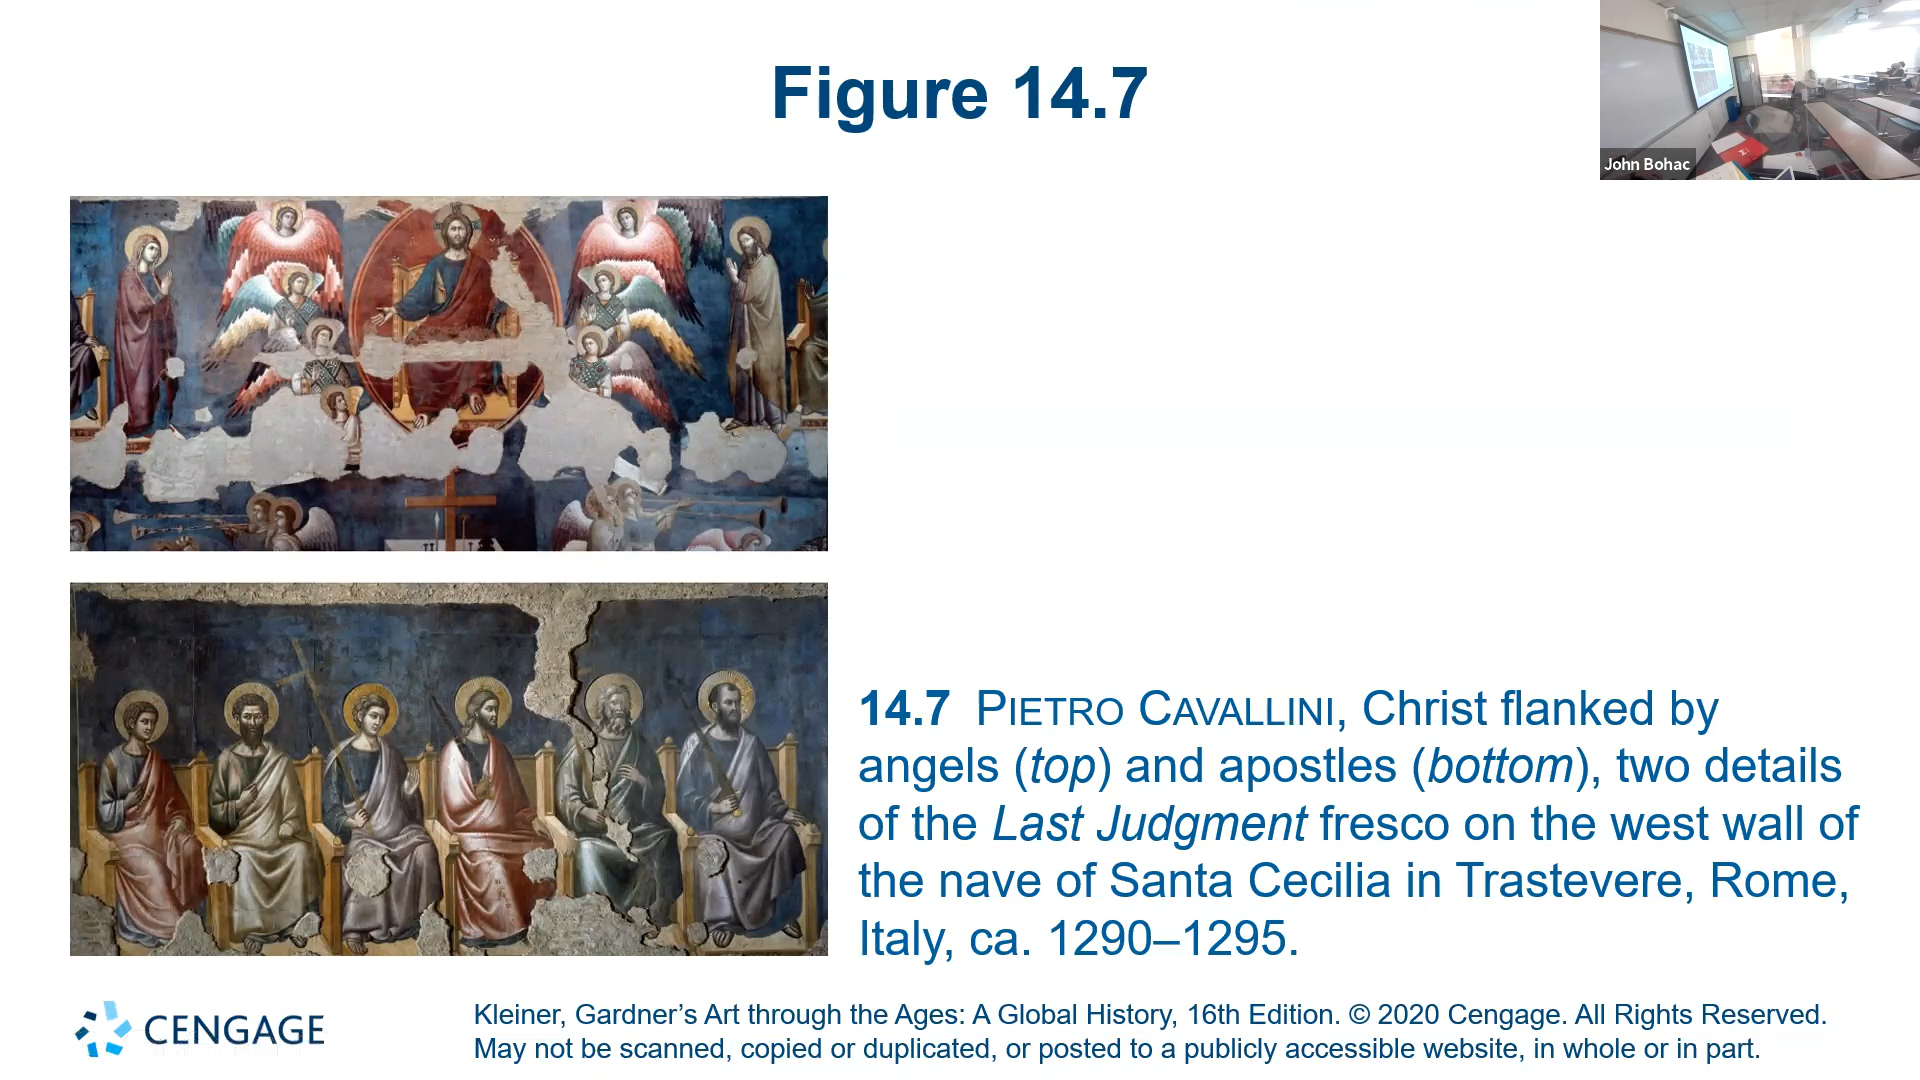 Figure 14.7
John Bohac
14.7 PIETRO CAVALLINI, Christ flanked by
angels (top) and apostles (bottom), two details
of the Last Judgment fresco on the west wall of
the nave of Santa Cecilia in Trastevere, Rome,
Italy, ca. 1290–1295.
CENGAGE
Kleiner, Gardner’s Art through the Ages: A Global History, 16th Edition. © 2020 Cengage. All Rights Reserved.
May not be scanned, copied or duplicated, or posted to a publicly accessible website, in whole or in part.